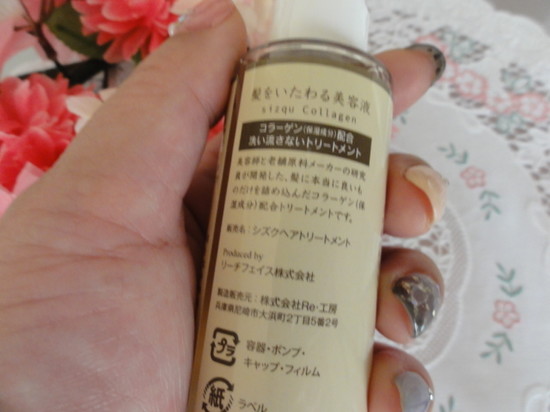 髪をいたわる美容液
sizqu Collagen
コラーゲン(保湿成分)配合
洗い流さないトリートメント
美容師と老舗原料メーカーの研究
員が開発した、髪に本当に良いも
のだけを詰め込んだコラーゲン(保
湿成分)配合トリートメントです。
販売名:シズクヘアトリートメント
Produced by
リーチフェイス株式会社
製造販売元:株式会社Re・工房
兵庫県尼崎市大浜町2丁目5番2号
プラ
容器・ポンプ・
キャップ・フィルム
紙
ラベル